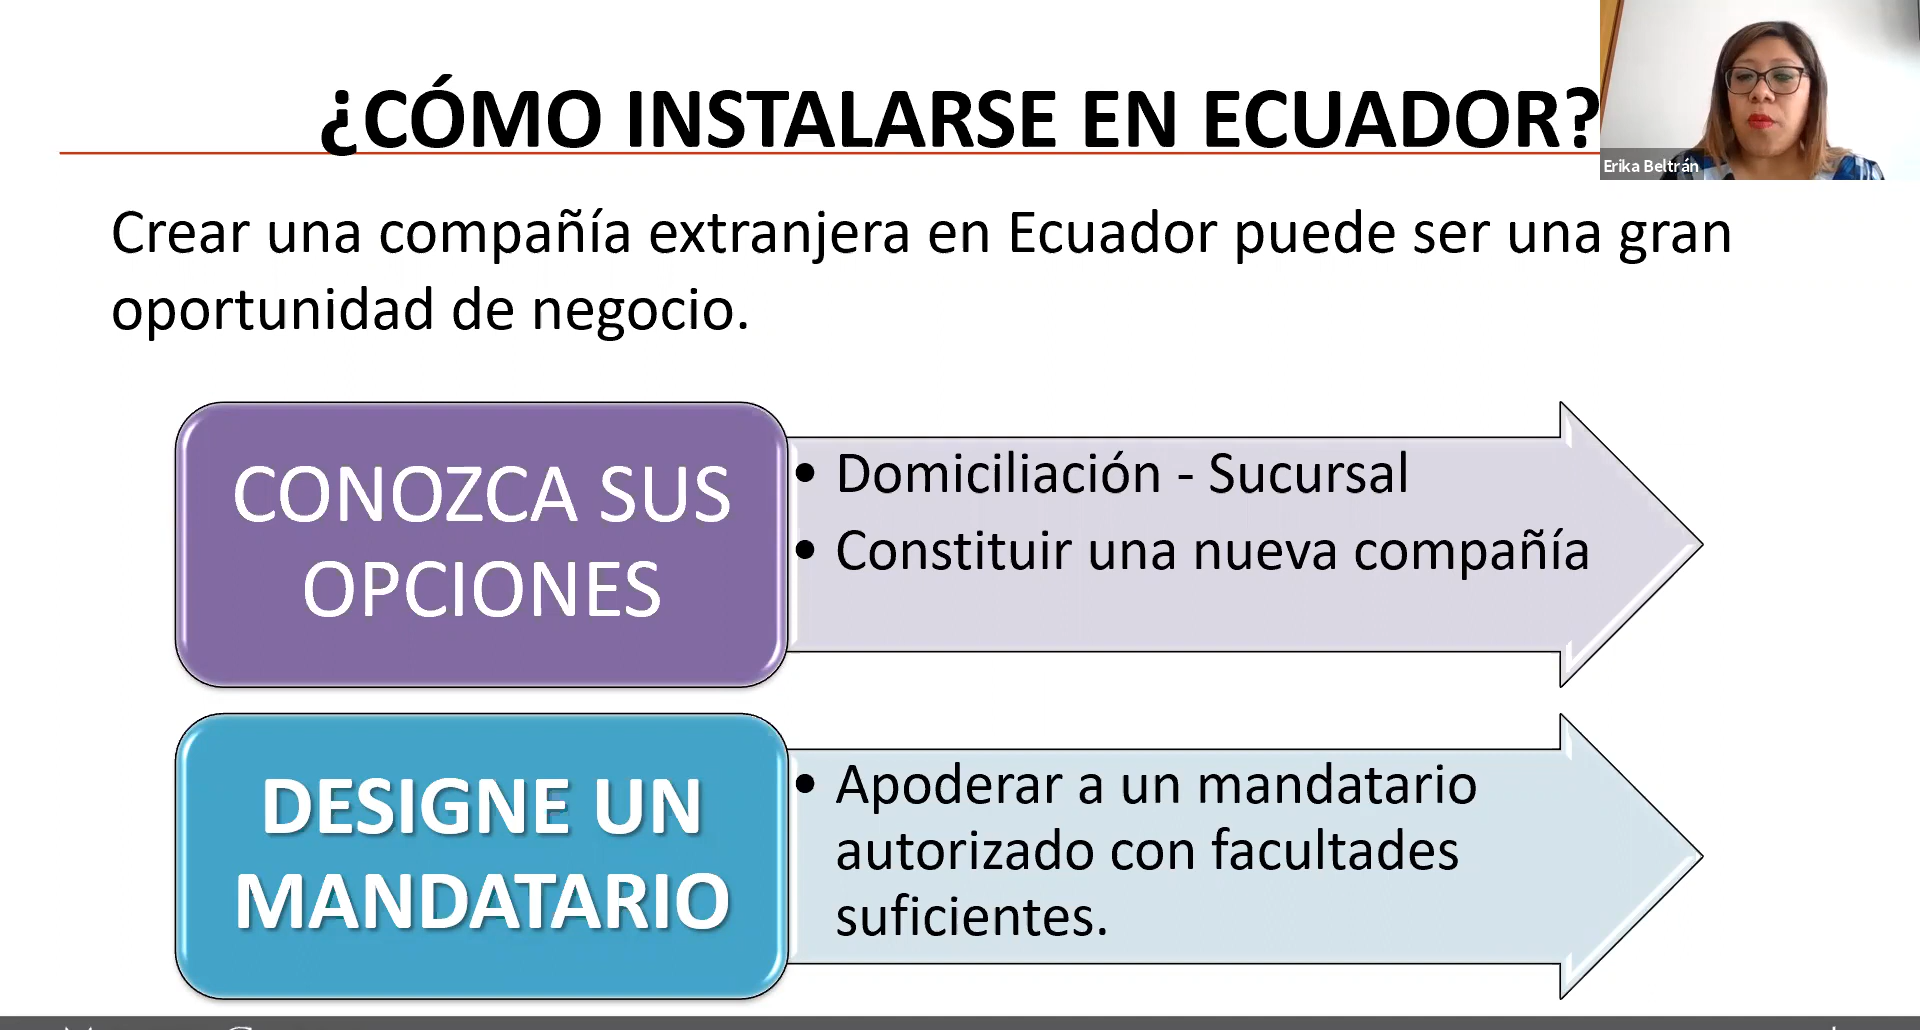 ¿CÓMO INSTALARSE EN ECUADOR?
Erika Beltrán
Crear una compañía extranjera en Ecuador puede ser una gran
oportunidad de negocio.
CONOZCA SUS
OPCIONES
• Domiciliación - Sucursal
• Constituir una nueva compañía
DESIGNE UN
MANDATARIO
• Apoderar a un mandatario
autorizado con facultades
suficientes.